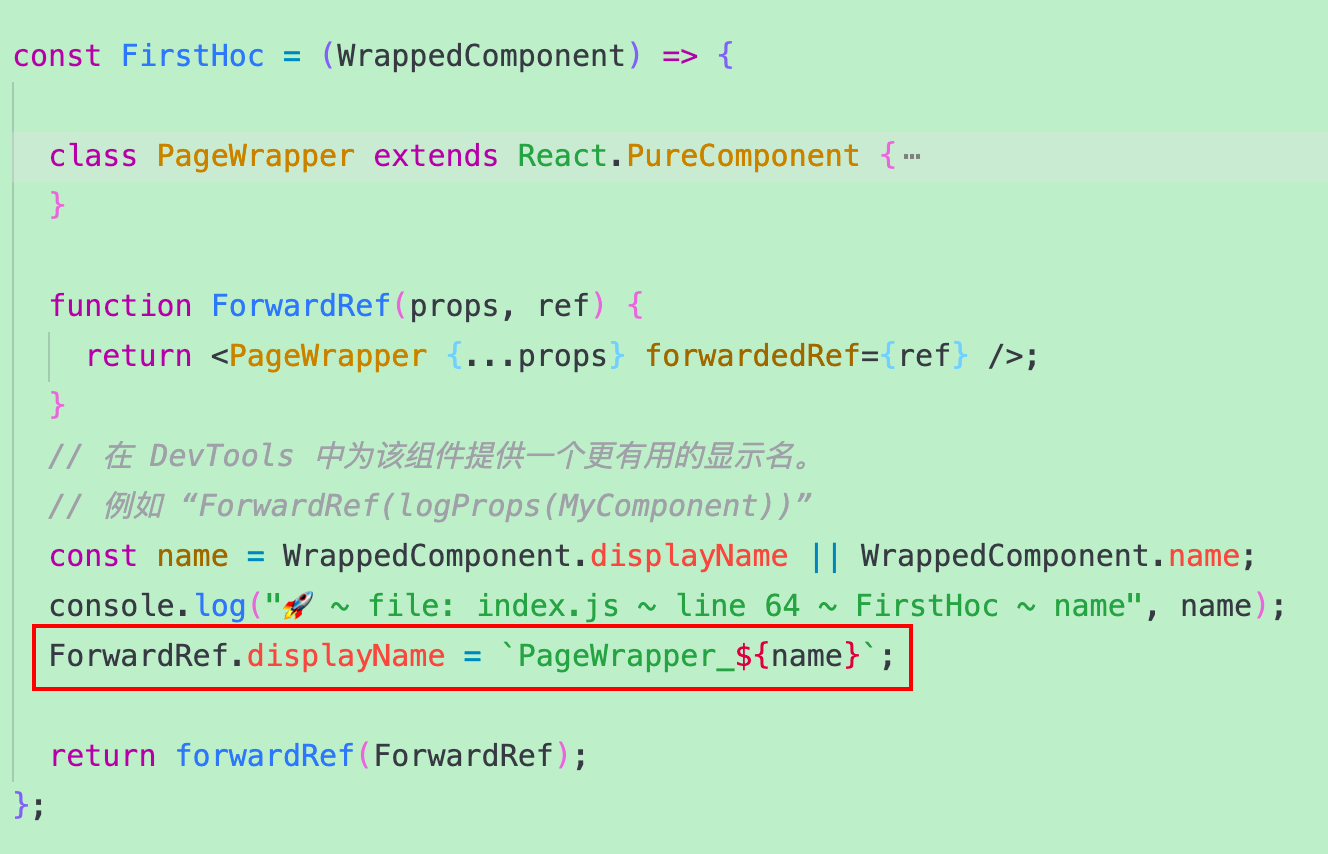 const FirstHoc = (WrappedComponent) => {
class PageWrapper extends React.PureComponent {⋯
}
function ForwardRef(props, ref) {
return <PageWrapper {...props} forwardedRef={ref} />;
}
// 在 DevTools 中为该组件提供一个更有用的显示名。
// 例如 “ForwardRef(logProps(MyComponent))”
const name = WrappedComponent.displayName || WrappedComponent.name;
console.log("🚀 ~ file: index.js ~ line 64 ~ FirstHoc ~ name", name);
ForwardRef.displayName = `PageWrapper_${name}`;
return forwardRef(ForwardRef);
};